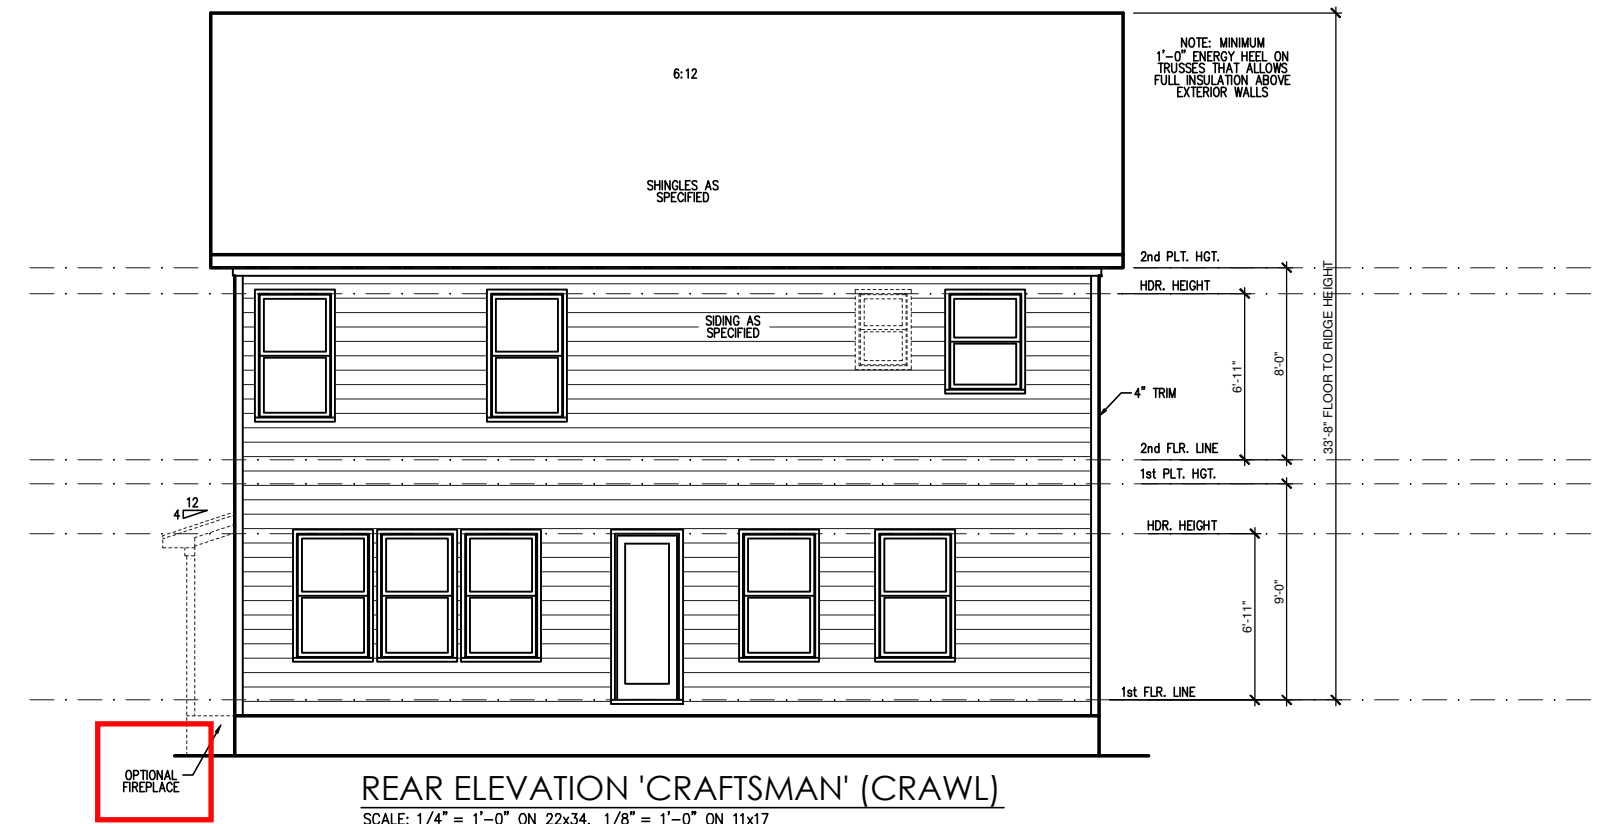 6:12
NOTE: MINIMUM
1'-0" ENERGY HEEL ON
TRUSSES THAT ALLOWS
FULL INSULATION ABOVE
EXTERIOR WALLS
SHINGLES AS
SPECIFIED
2nd PLT. HGT.
HDR. HEIGHT
SIDING AS
SPECIFIED
6'-11"
8'-0"
33'-8" FLOOR TO RIDGE HEIGHT
4" TRIM
2nd FLR. LINE
1st PLT. HGT.
12
4
HDR. HEIGHT
6'-11"
9'-0"
1st FLR. LINE
OPTIONAL
FIREPLACE
REAR ELEVATION 'CRAFTSMAN' (CRAWL)
SCALE: 1/4" = 1'-0" ON 22x34, 1/8" = 1'-0" ON 11x17